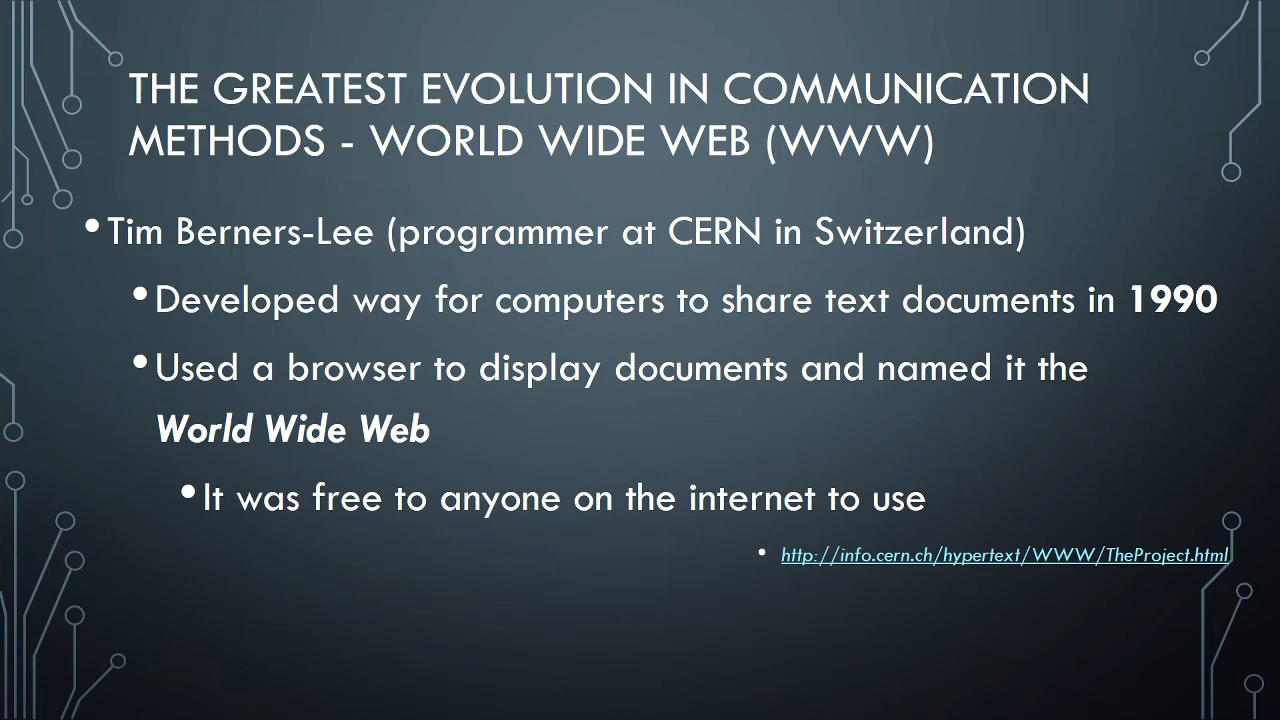 THE GREATEST EVOLUTION IN COMMUNICATION
METHODS - WORLD WIDE WEB (WWW)
• Tim Berners-Lee (programmer at CERN in Switzerland)
• Developed way for computers to share text documents in 1990
• Used a browser to display documents and named it the
World Wide Web
• It was free to anyone on the internet to use
• http://info.cern.ch/hypertext/WWW/TheProject.html